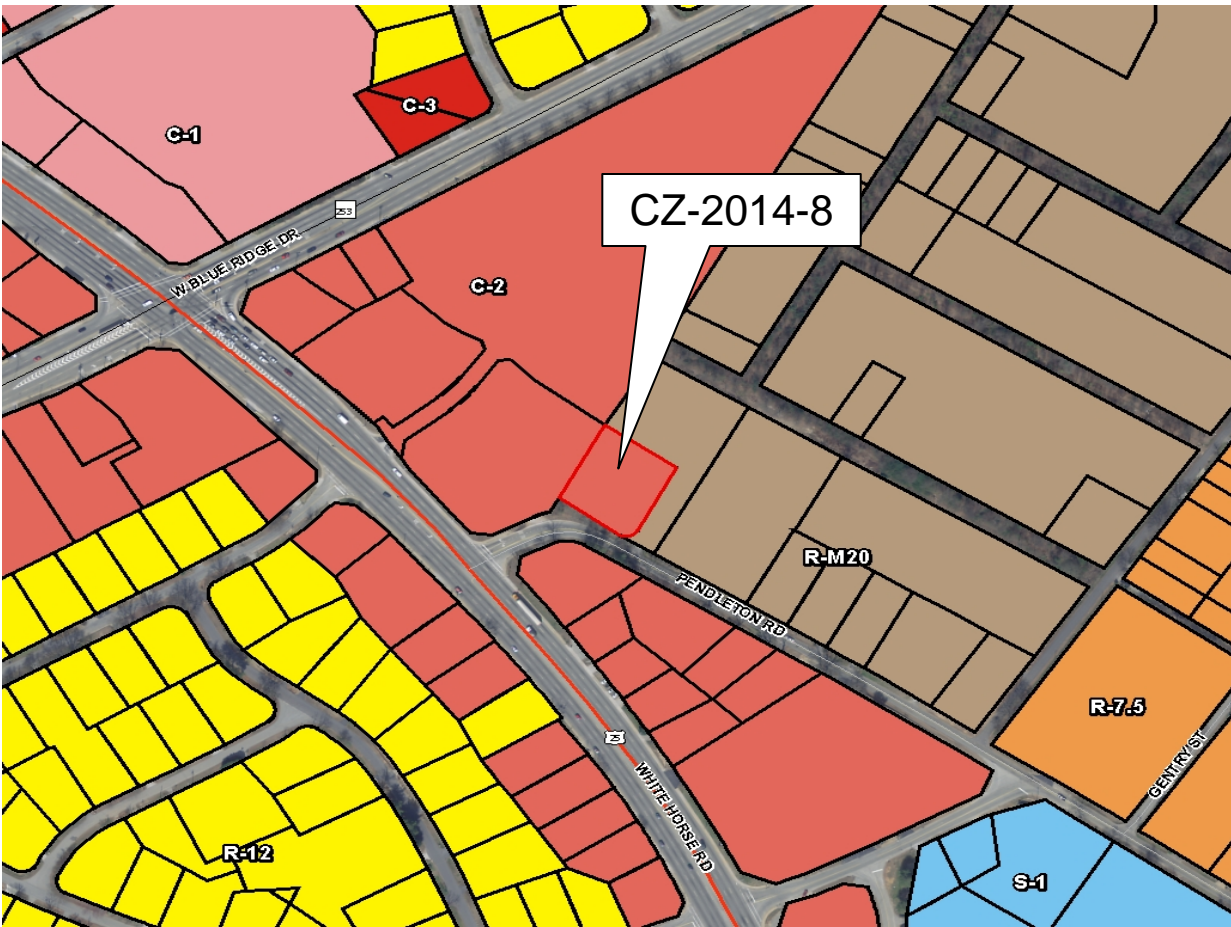 C-3
C-1
CZ-2014-8
253
W. BLUE RIDGE DR
C-2
R-M20
PENDLETON RD
R-7.5
25
GENTRY ST
WHITE HORSE RD
R-12
S-1